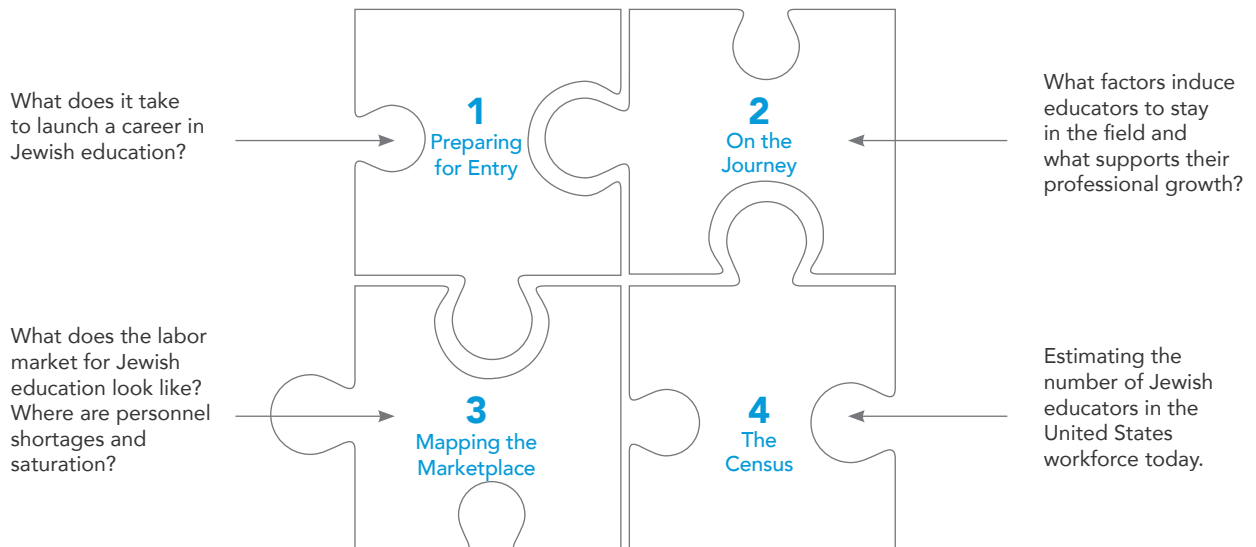 What does it take
to launch a career in
Jewish education?
1
Preparing
for Entry
2
On the
Journey
What factors induce
educators to stay
in the field and
what supports their
professional growth?
What does the labor
market for Jewish
education look like?
Where are personnel
shortages and
saturation?
3
Mapping the
Marketplace
4
The
Census
Estimating the
number of Jewish
educators in the
United States
workforce today.